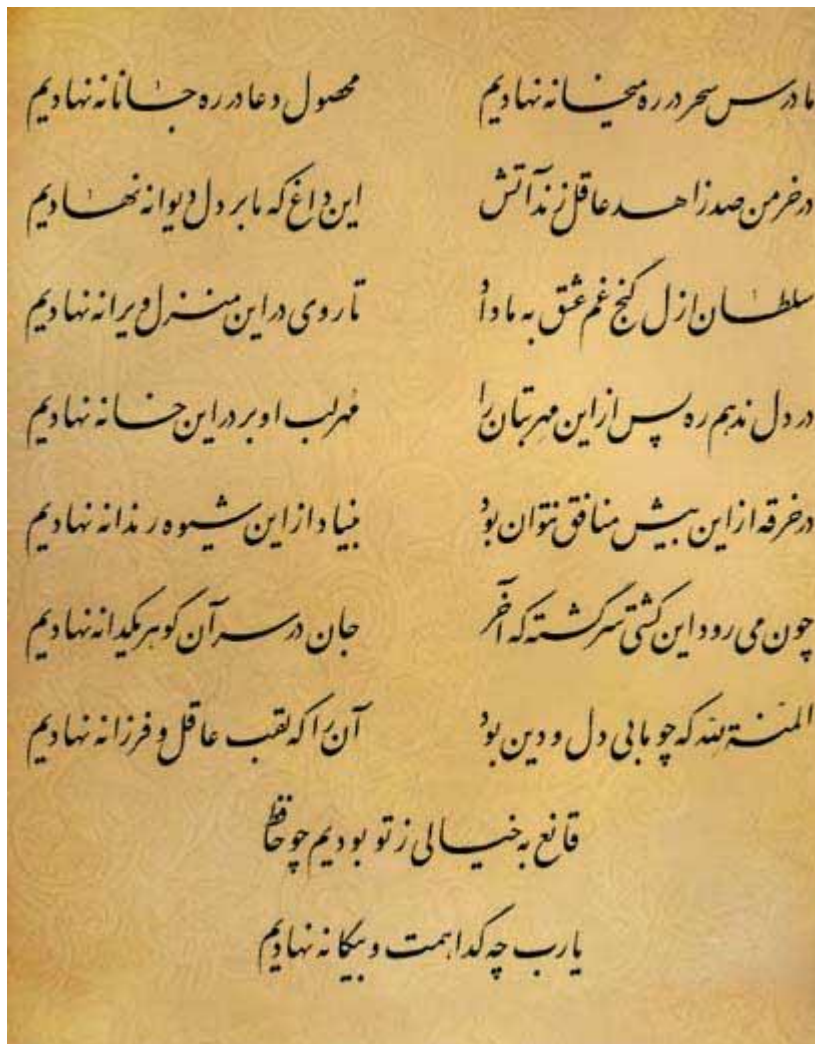 ما درس سحر در ره میخانه نهادیم محصول دعا در ره جانانه نهادیم
در خرمن صد زاهد عاقل زند آتش این داغ که ما بر دل دیوانه نهادیم
سلطان ازل گنج غم عشق به ما داد تا روی در این منزل ویرانه نهادیم
در دل ندهم ره پس از این مهر بتان را مهر لب او بر در این خانه نهادیم
در خرقه از این بیش منافق نتوان بود بنیاد از این شیوه رندانه نهادیم
چون می رود این کشتی سرگشته که آخر جان در سر آن گوهر یکدانه نهادیم
المنة لله که چو ما بی دل و دین بود آن را که لقب عاقل و فرزانه نهادیم
قانع به خیالی ز تو بودیم چو حافظ
یارب چه گدا همت و بیگانه نهادیم